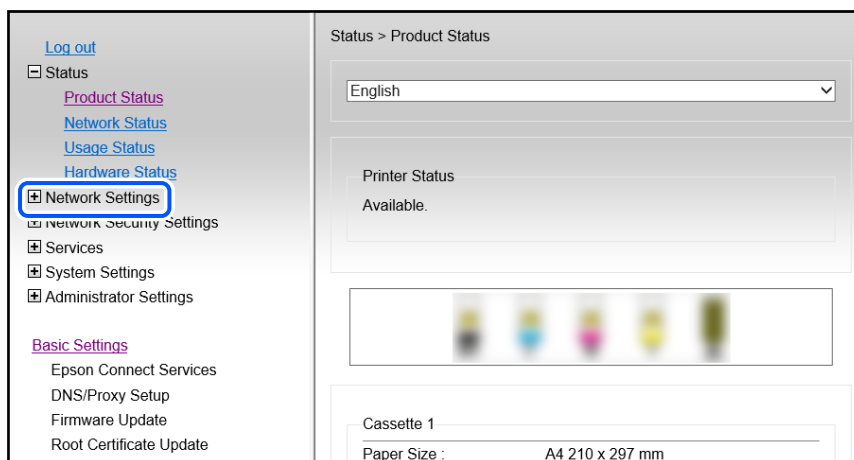 Log out
Status
Product Status
Network Status
Usage Status
Hardware Status
Network Settings
Network Security Settings
Services
System Settings
Administrator Settings
Basic Settings
Epson Connect Services
DNS/Proxy Setup
Firmware Update
Root Certificate Update
Status > Product Status
English
Printer Status
Available.
Cassette 1
Paper Size : A4 210 x 297 mm